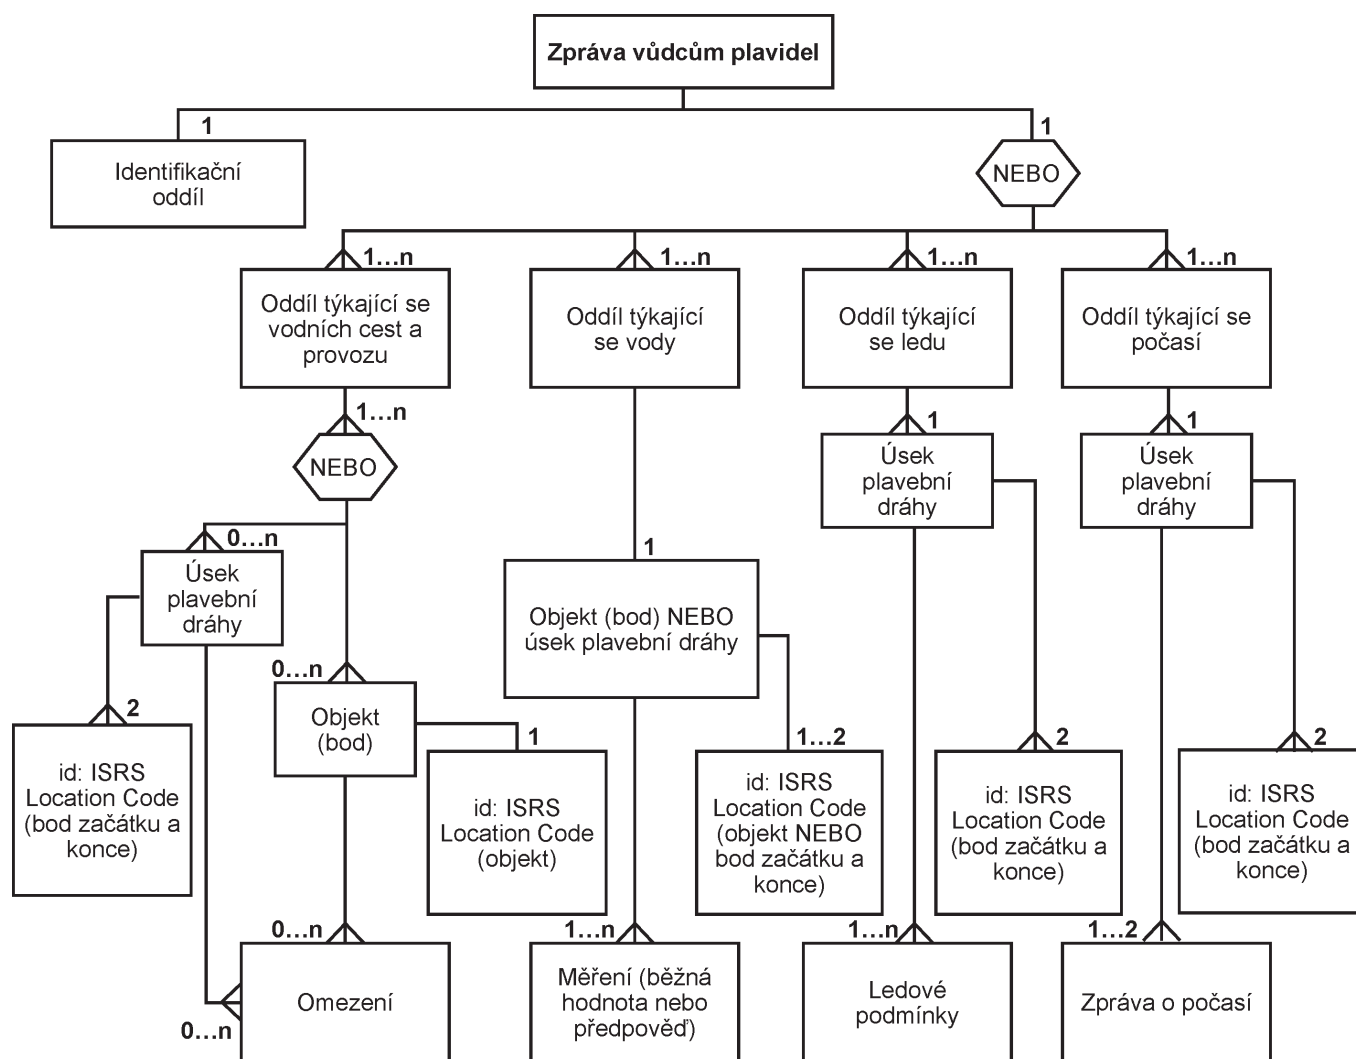 Zpráva vůdcům plavidel
1
1
Identifikační
oddíl
NEBO
1...n
1...n
1...n
1...n
Oddíl týkající se
vodních cest a
provozu
Oddíl týkající
se vody
Oddíl týkající
se ledu
Oddíl týkající se
počasí
1...n
1
1
NEBO
Úsek
plavební
dráhy
Úsek
plavební
dráhy
0...n
1
Úsek
plavební
dráhy
Objekt (bod) NEBO
úsek plavební dráhy
0...n
Objekt
(bod)
2
1
1...2
2
2
id: ISRS
Location Code
(bod začátku a
konce)
id: ISRS
Location Code
(objekt)
id: ISRS
Location Code
(objekt NEBO
bod začátku a
konce)
id: ISRS
Location Code
(bod začátku a
konce)
id: ISRS
Location Code
(bod začátku a
konce)
0...n
1...n
1...n
1...2
0...n
Omezení
Měření (běžná
hodnota nebo
předpověď)
Ledové
podmínky
Zpráva o počasí